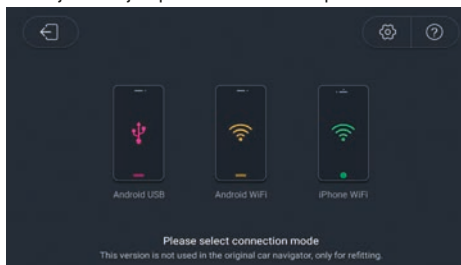 Android USB
Android WiFi
iPhone WiFi
Please select connection mode
This version is not used in the original car navigator, only for refitting.